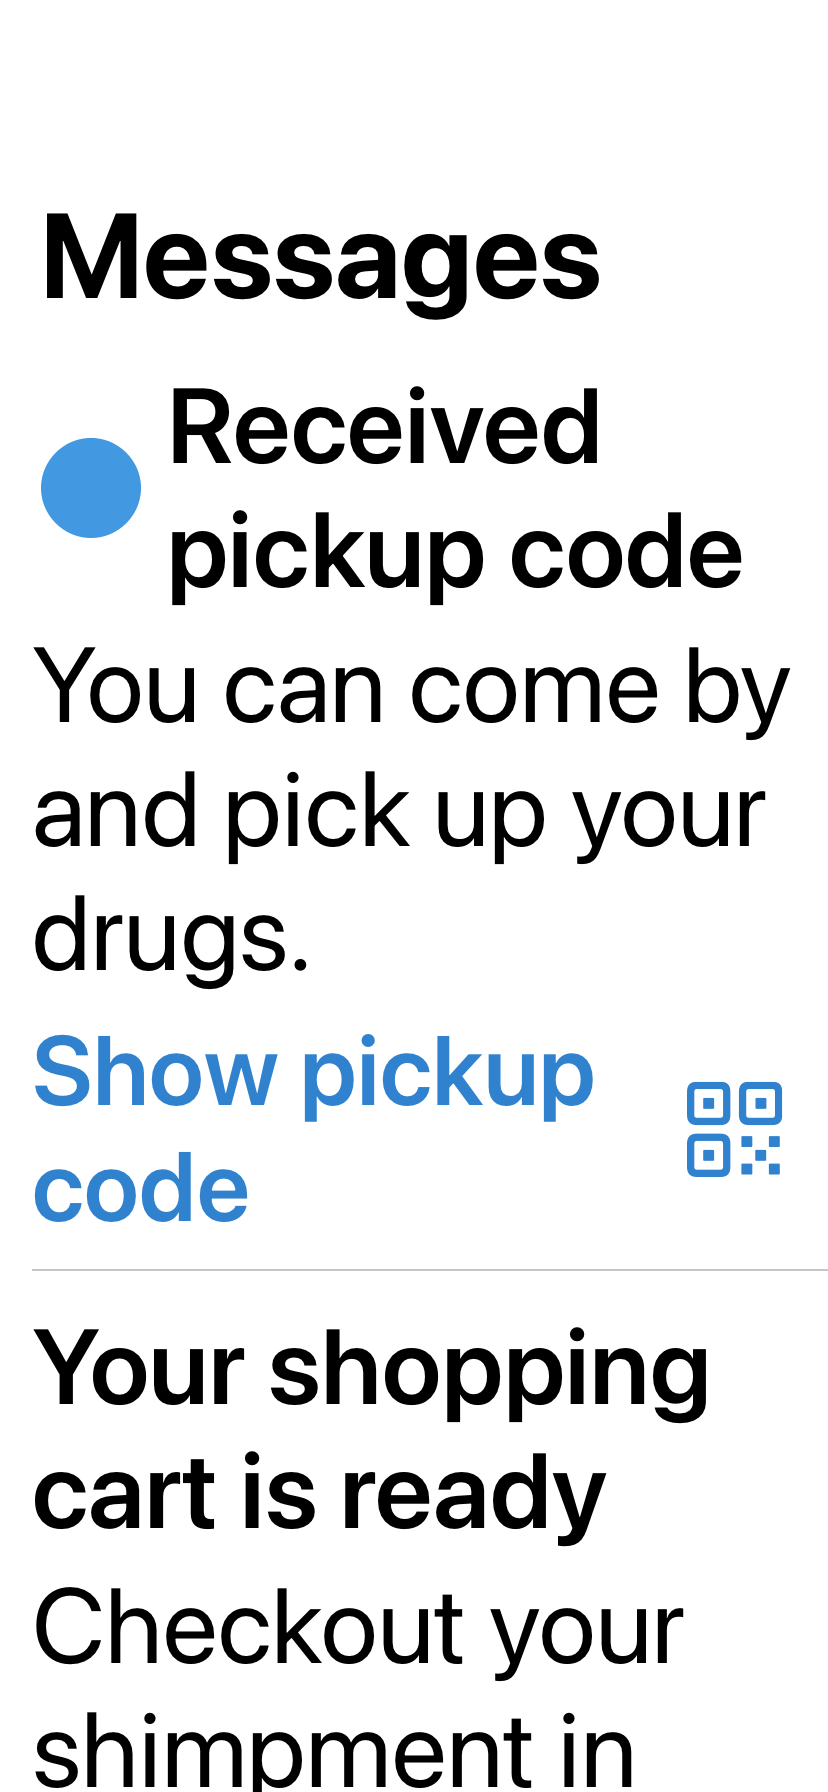 Messages
Received
pickup code
You can come by
and pick up your
drugs.
Show pickup
code
Your shopping
cart is ready
Checkout your
shimpment in